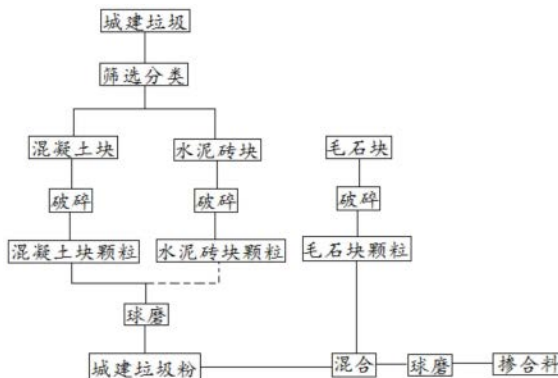 城建垃圾
筛选分类
混凝土块
水泥砖块
毛石块
破碎
破碎
破碎
混凝土块颗粒
水泥砖块颗粒
毛石块颗粒
球磨
城建垃圾粉
混合
球磨
掺合料